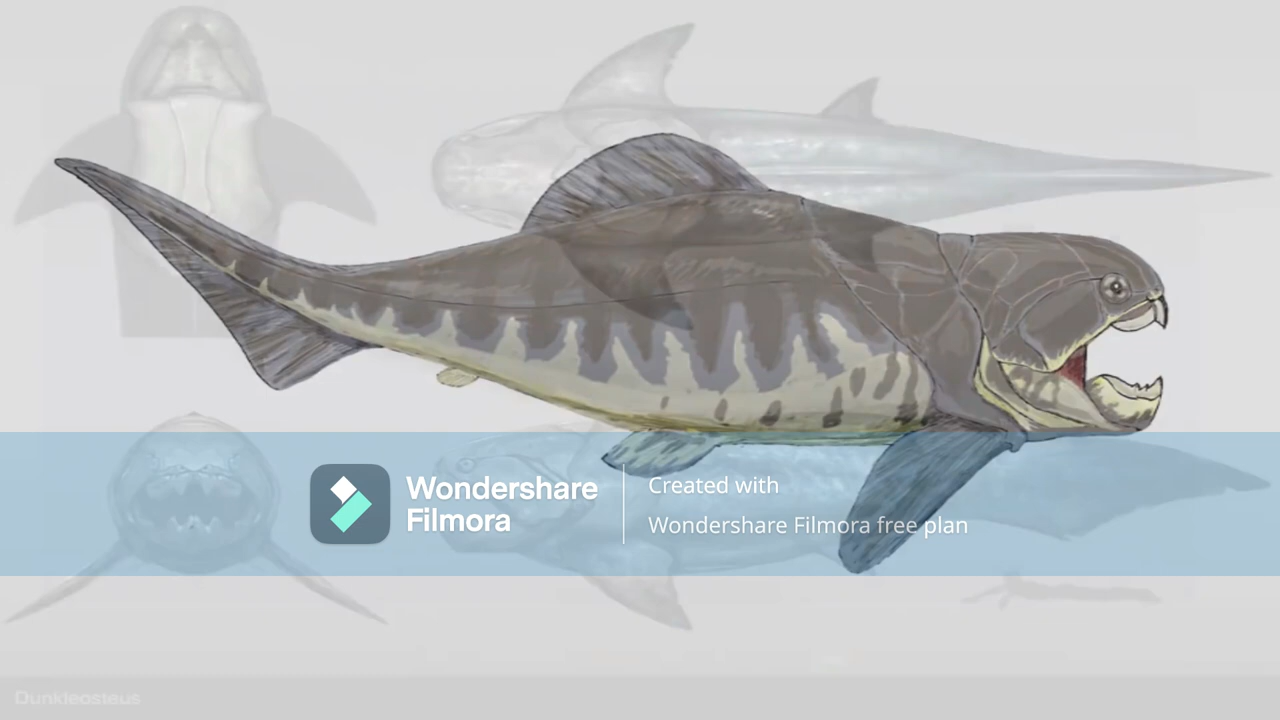 Wondershare
Filmora
Created with
Wondershare Filmora free plan
Dunkleosteus